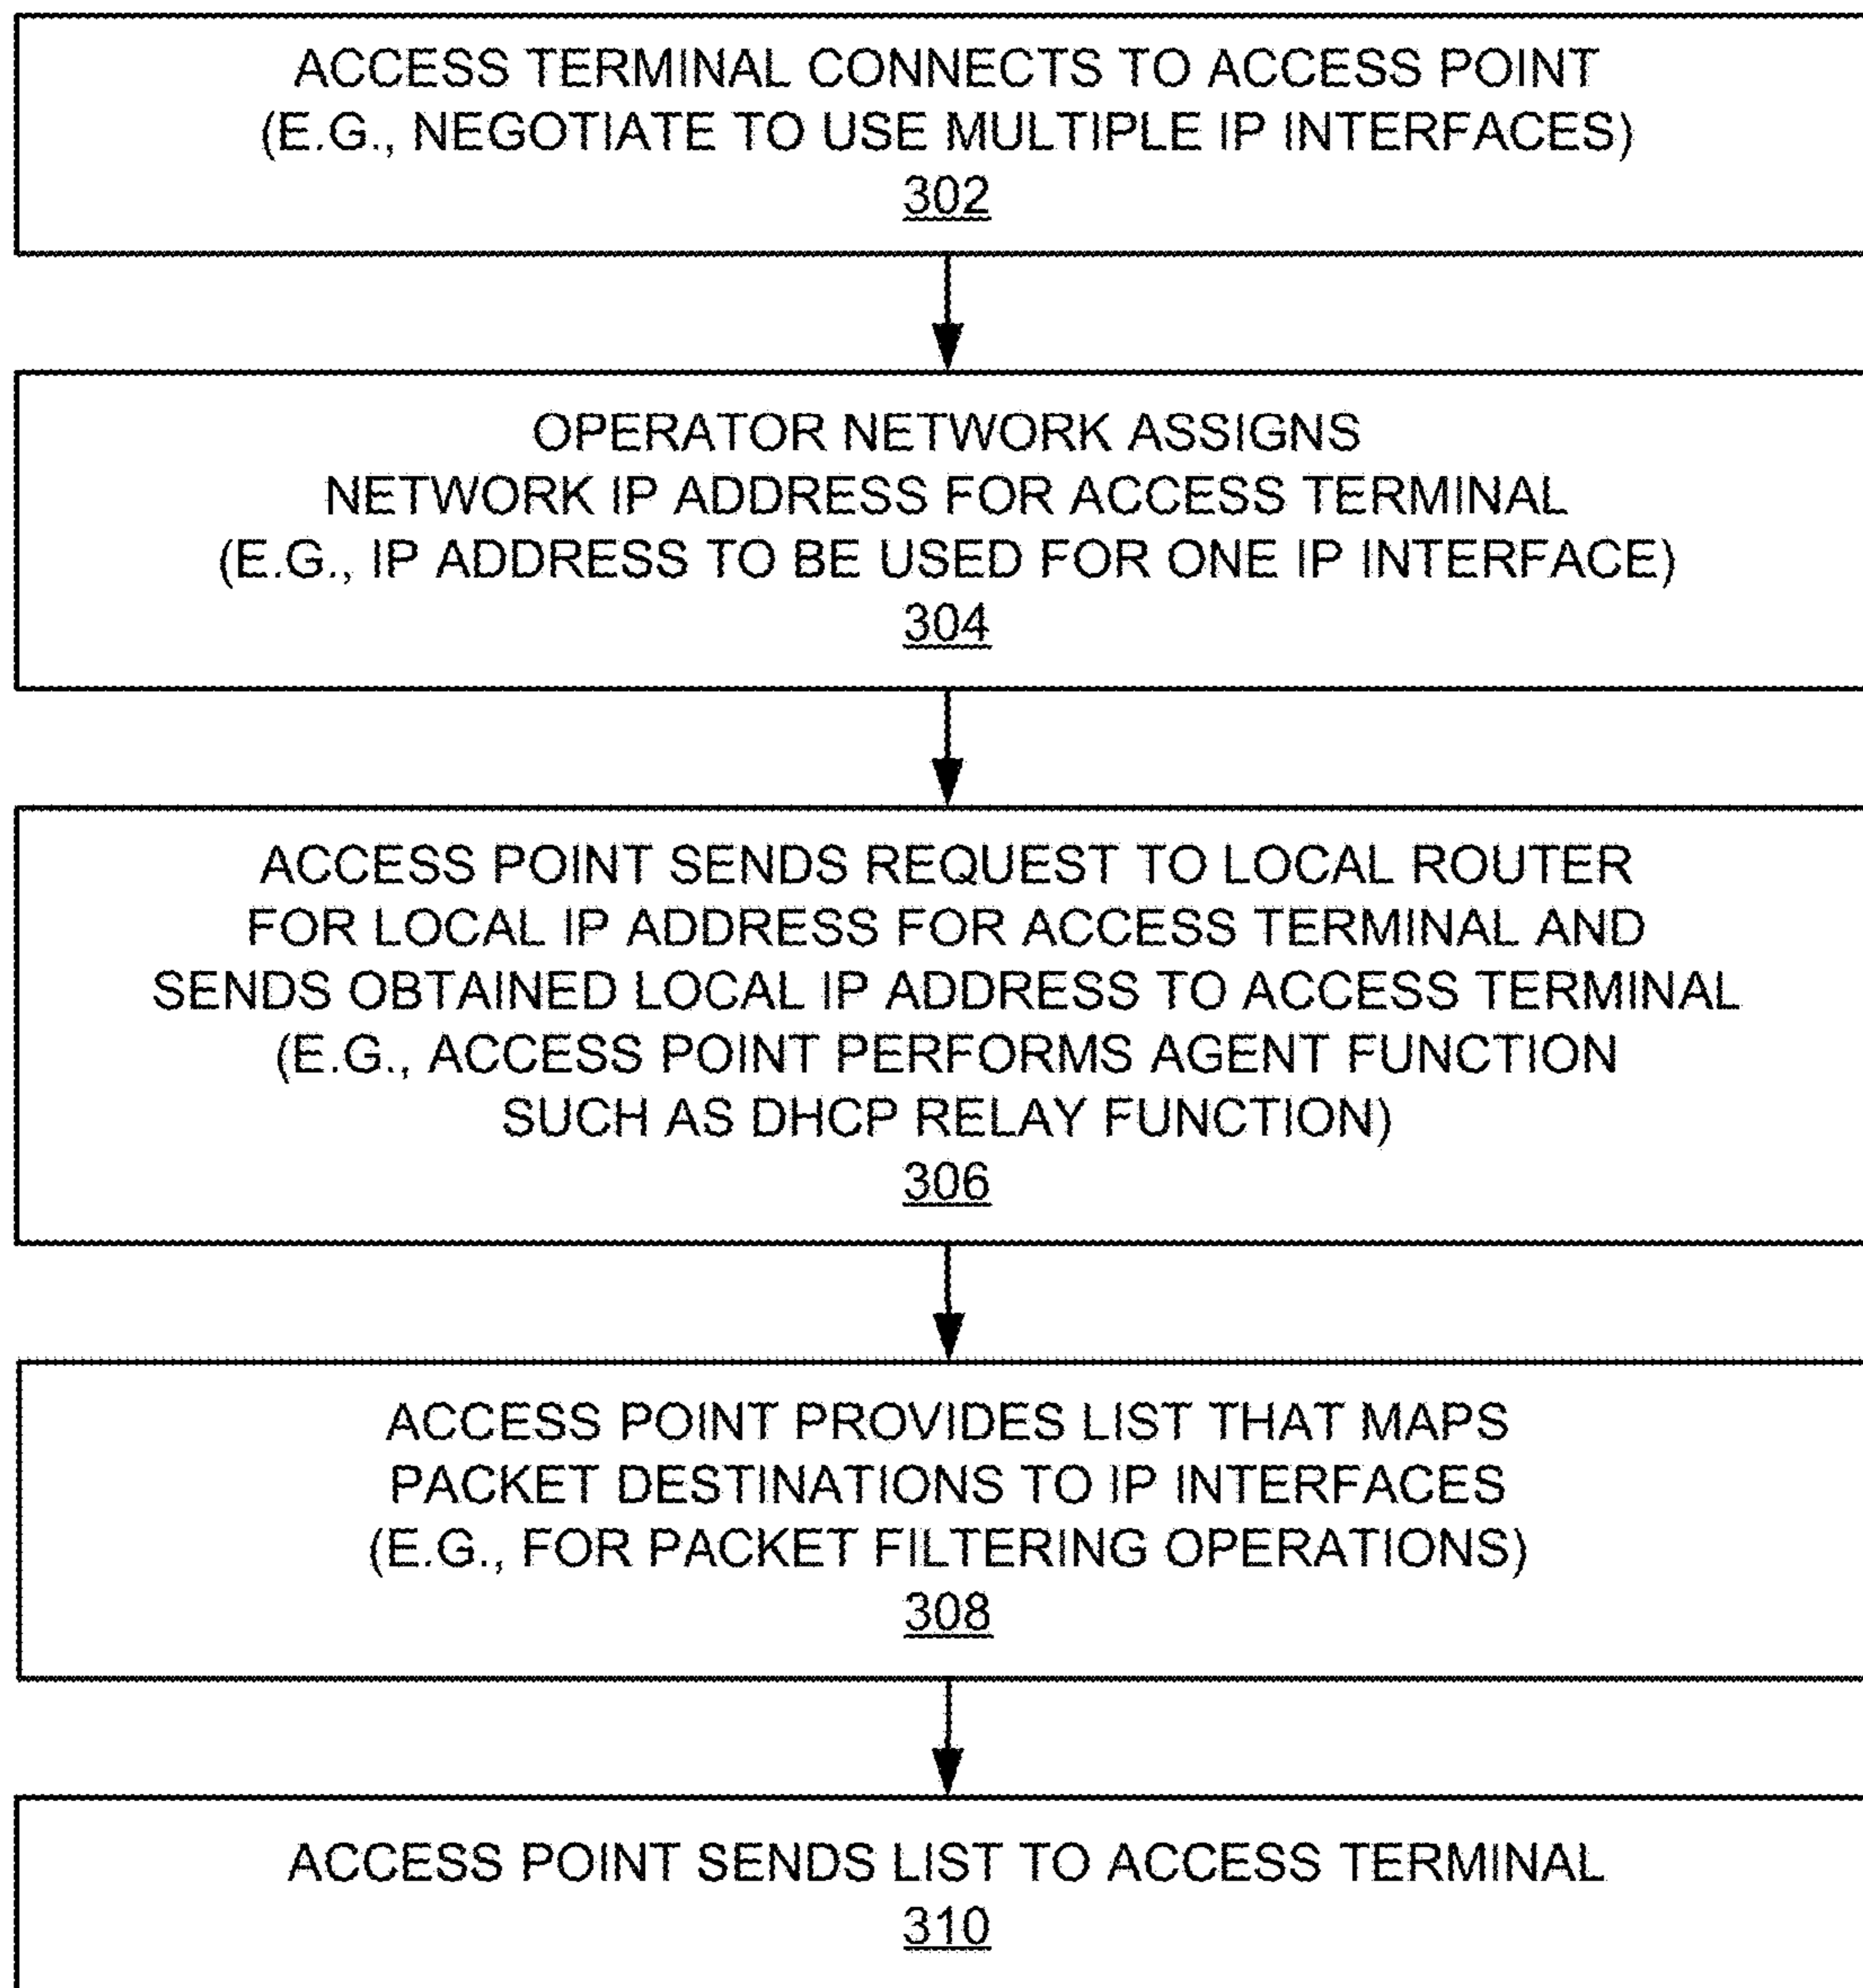 ACCESS TERMINAL CONNECTS TO ACCESS POINT
(E.G., NEGOTIATE TO USE MULTIPLE IP INTERFACES)
302
OPERATOR NETWORK ASSIGNS
NETWORK IP ADDRESS FOR ACCESS TERMINAL
(E.G., IP ADDRESS TO BE USED FOR ONE IP INTERFACE)
304
ACCESS POINT SENDS REQUEST TO LOCAL ROUTER
FOR LOCAL IP ADDRESS FOR ACCESS TERMINAL AND
SENDS OBTAINED LOCAL IP ADDRESS TO ACCESS TERMINAL
(E.G., ACCESS POINT PERFORMS AGENT FUNCTION
SUCH AS DHCP RELAY FUNCTION)
306
ACCESS POINT PROVIDES LIST THAT MAPS
PACKET DESTINATIONS TO IP INTERFACES
(E.G., FOR PACKET FILTERING OPERATIONS)
308
ACCESS POINT SENDS LIST TO ACCESS TERMINAL
310